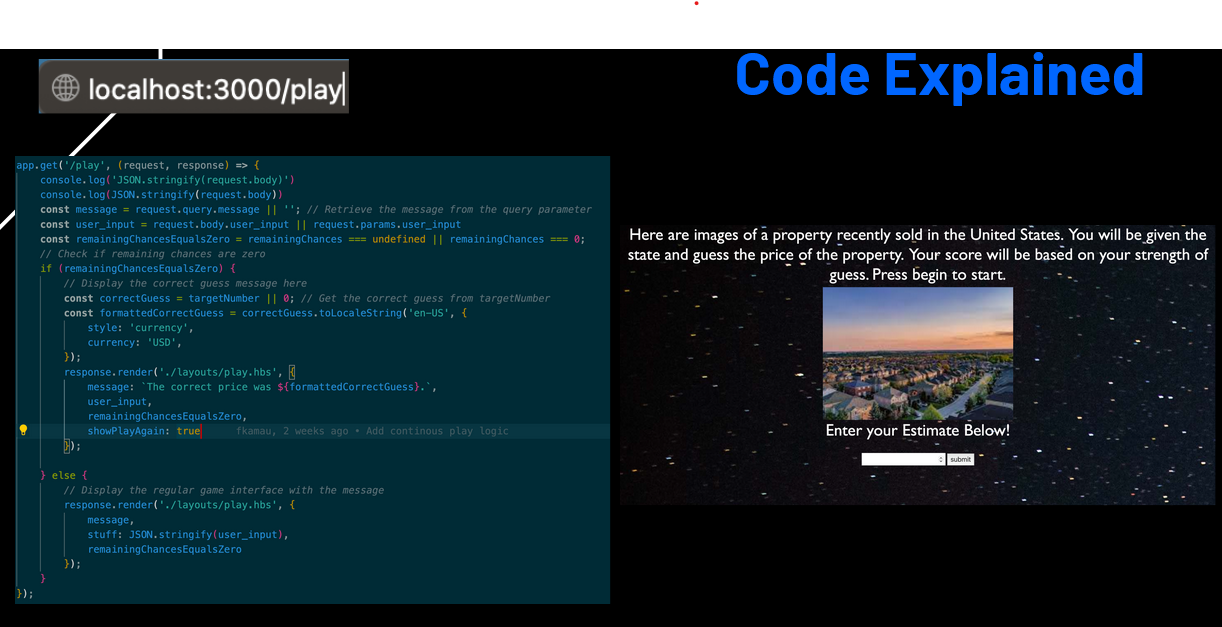 Code Explained
localhost:3000/play
app.get('/play', (request, response) => {
console.log('JSON.stringify(request.body)')
console.log(JSON.stringify(request.body))
const message = request.query.message || ''; // Retrieve the message from the query parameter
const user_input = request.body.user_input || request.params.user_input
const remainingChancesEqualsZero = remainingChances === undefined || remainingChances === 0;
// Check if remaining chances are zero
if (remainingChancesEqualsZero) {
// Display the correct guess message here
const correctGuess = targetNumber || 0; // Get the correct guess from targetNumber
const formattedCorrectGuess = correctGuess.toLocaleString('en-US', {
style: 'currency',
currency: 'USD',
});
response.render('./layouts/play.hbs', {
message: `The correct price was ${formattedCorrectGuess}.`,
user_input,
remainingChancesEqualsZero,
showPlayAgain: true fkamau, 2 weeks ago • Add continous play logic
});
} else {
// Display the regular game interface with the message
response.render('./layouts/play.hbs', {
message,
stuff: JSON.stringify(user_input),
remainingChancesEqualsZero
});
}
});
Here are images of a property recently sold in the United States. You will be given the
state and guess the price of the property. Your score will be based on your strength of
guess. Press begin to start.
Enter your Estimate Below!
submit